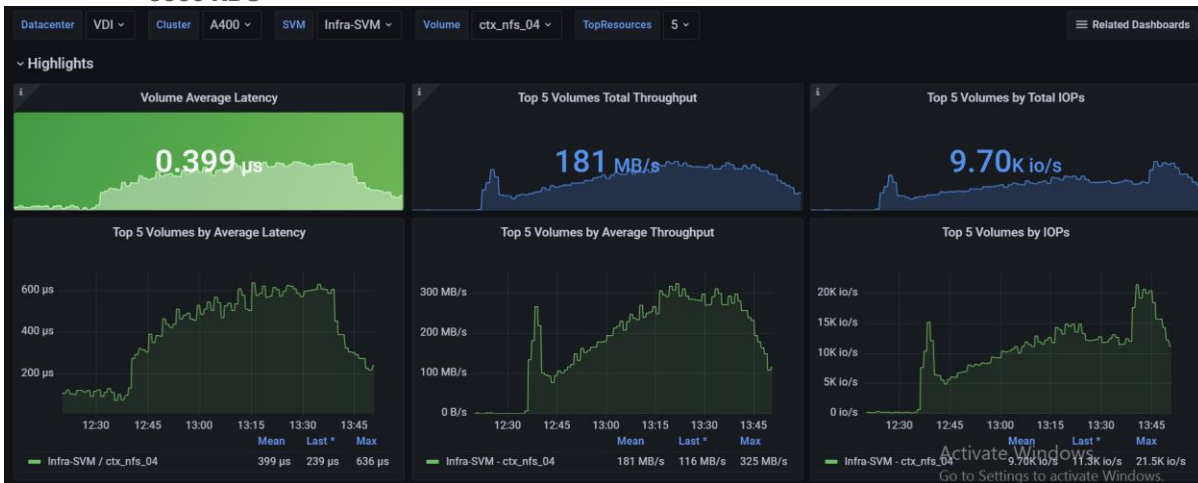 Datacenter VDI Cluster A400 SVM Infra-SVM Volume ctx_nfs_04 TopResources 5 Related Dashboards
Highlights
Volume Average Latency
0.399 µs
Top 5 Volumes Total Throughput
181 MB/s
Top 5 Volumes by Total IOPs
9.70K io/s
Top 5 Volumes by Average Latency
600 µs
400 µs
200 µs
12:30 12:45 13:00 13:15 13:30 13:45
Mean Last * Max
Infra-SVM / ctx_nfs_04 399 µs 239 µs 636 µs
Top 5 Volumes by Average Throughput
300 MB/s
200 MB/s
100 MB/s
0 B/s
12:30 12:45 13:00 13:15 13:30 13:45
Mean Last * Max
Infra-SVM - ctx_nfs_04 181 MB/s 116 MB/s 325 MB/s
Top 5 Volumes by IOPs
20K io/s
15K io/s
10K io/s
5K io/s
0 io/s
12:30 12:45 13:00 13:15 13:30 13:45
Mean Last * Max
Infra-SVM - ctx_nfs_04 9.70K io/s 11.3K io/s 21.5K io/s
Activate Windows
Go to Settings to activate Windows.